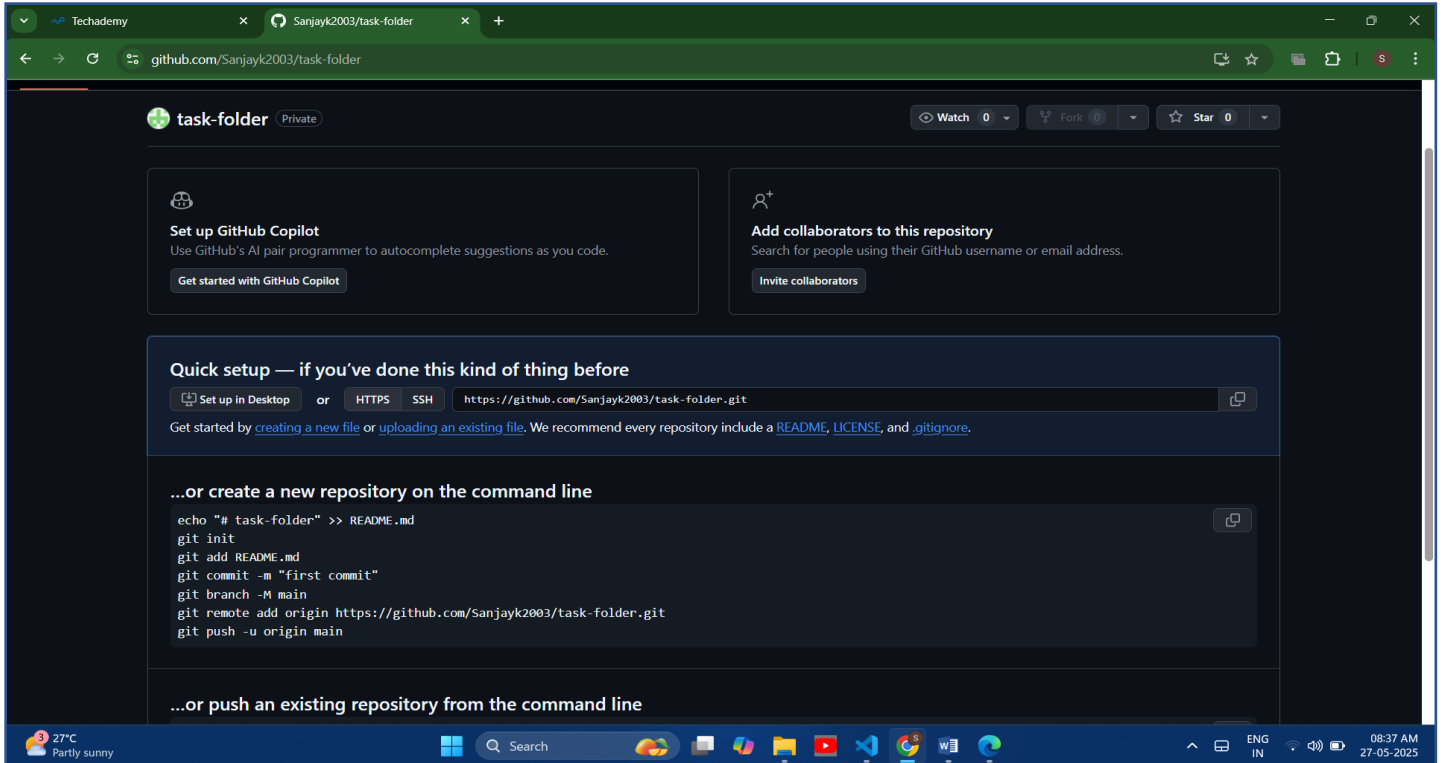 Techademy
Sanjayk2003/task-folder
github.com/Sanjayk2003/task-folder
S
task-folder Private
Watch 0
Fork 0
Star 0
Set up GitHub Copilot
Use GitHub's AI pair programmer to autocomplete suggestions as you code.
Get started with GitHub Copilot
Add collaborators to this repository
Search for people using their GitHub username or email address.
Invite collaborators
Quick setup — if you’ve done this kind of thing before
Set up in Desktop or HTTPS SSH https://github.com/Sanjayk2003/task-folder.git
Get started by creating a new file or uploading an existing file. We recommend every repository include a README, LICENSE, and .gitignore.
…or create a new repository on the command line
echo "# task-folder" >> README.md
git init
git add README.md
git commit -m "first commit"
git branch -M main
git remote add origin https://github.com/Sanjayk2003/task-folder.git
git push -u origin main
…or push an existing repository from the command line
3
27°C
Partly sunny
Search
S
W
ENG
IN
08:37 AM
27-05-2025